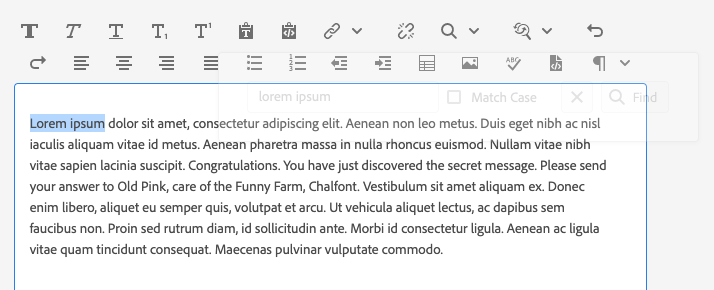 lorem ipsum Match Case Find
Lorem ipsum dolor sit amet, consectetur adipiscing elit. Aenean non leo metus. Duis eget nibh ac nisl
iaculis aliquam vitae id metus. Aenean pharetra massa in nulla rhoncus euismod. Nullam vitae nibh
vitae sapien lacinia suscipit. Congratulations. You have just discovered the secret message. Please send
your answer to Old Pink, care of the Funny Farm, Chalfont. Vestibulum sit amet aliquam ex. Donec
enim libero, aliquet eu semper quis, volutpat et arcu. Ut vehicula aliquet lectus, ac dapibus sem
faucibus non. Proin sed rutrum diam, id sollicitudin ante. Morbi id consectetur ligula. Aenean ac ligula
vitae quam tincidunt consequat. Maecenas pulvinar vulputate commodo.